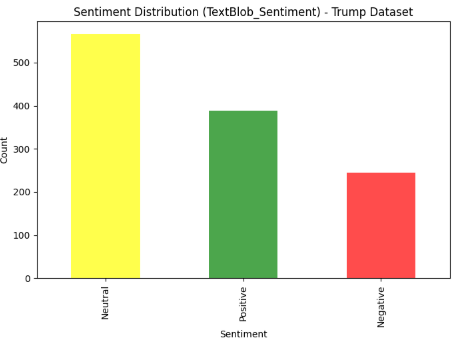 Sentiment Distribution (TextBlob_Sentiment) - Trump Dataset
500
400
300
200
100
0
Count
Neutral
Positive
Negative
Sentiment